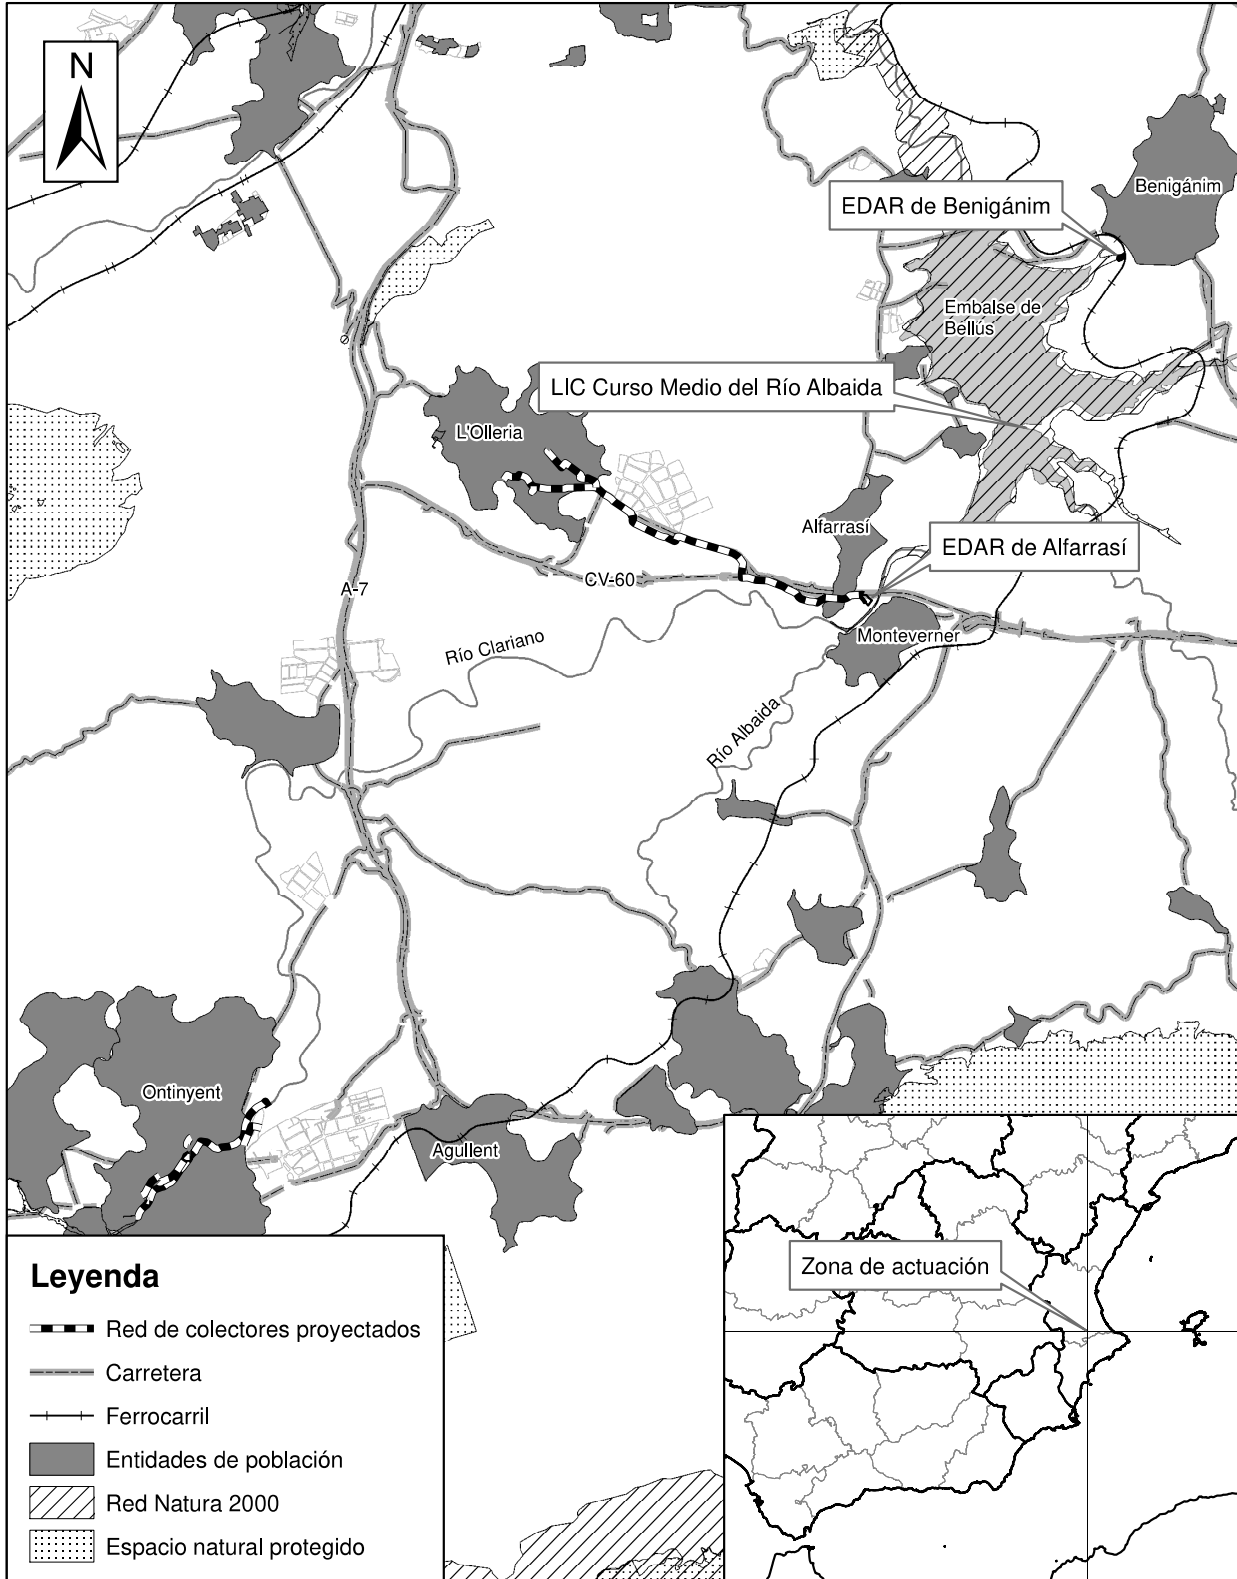 N
Benigánim
EDAR de Benigánim
Embalse de
Bellús
LIC Curso Medio del Río Albaida
L'Olleria
Alfarrasí
EDAR de Alfarrasí
CV-60
A-7
Río Clariano
Monteverner
Río Albaida
Ontinyent
Agullent
Zona de actuación
Leyenda
Red de colectores proyectados
Carretera
Ferrocarril
Entidades de población
Red Natura 2000
Espacio natural protegido